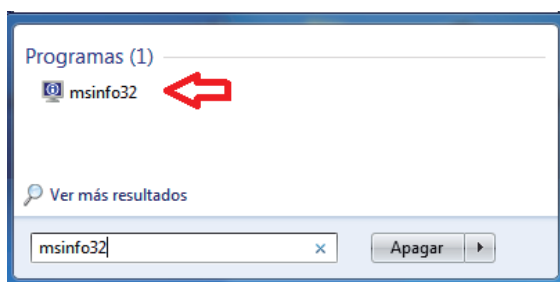 Programas (1)
msinfo32
Ver más resultados
msinfo32
Apagar